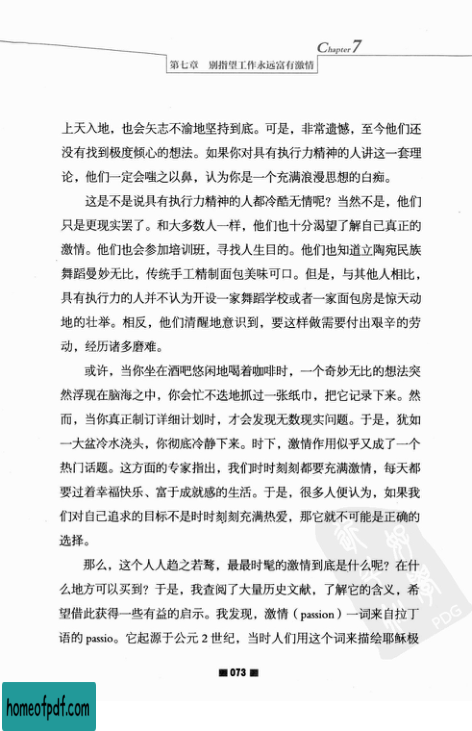 Chapter 7
第七章 别指望工作永远富有激情
上天入地，也会矢志不渝地坚持到底。可是，非常遗憾，至今他们还
没有找到极度倾心的想法。如果你对具有执行力精神的人讲这一套理
论，他们一定会嗤之以鼻，认为你是一个充满浪漫思想的白痴。
这是不是说具有执行力精神的人都冷酷无情呢？当然不是，他们
只是更现实罢了。和大多数人一样，他们也十分渴望了解自己真正的
激情。他们也会参加培训班，寻找人生目的。他们也知道立陶宛民族
舞蹈曼妙无比，传统手工精制面包美味可口。但是，与其他人相比，
具有执行力的人并不认为开设一家舞蹈学校或者一家面包房是惊天动
地的壮举。相反，他们清醒地意识到，要这样做需要付出艰辛的劳
动，经历诸多磨难。
或许，当你坐在酒吧悠闲地喝着咖啡时，一个奇妙无比的想法突
然浮现在脑海之中，你会忙不迭地抓过一张纸巾，把它记录下来。然
而，当你真正制订详细计划时，才会发现无数现实问题。于是，犹如
一大盆冷水浇头，你彻底冷静下来。时下，激情作用似乎又成了一个
热门话题。这方面的专家指出，我们时时刻刻都要充满激情，每天都
要过着幸福快乐、富于成就感的生活。于是，很多人便认为，如果我
们对自己追求的目标不是时时刻刻充满热爱，那它就不可能是正确的
选择。
那么，这个人人趋之若鹜，最最时髦的激情到底是什么呢？在什
么地方可以买到？于是，我查阅了大量历史文献，了解它的含义，希
望借此获得一些有益的启示。我发现，激情（passion）一词来自拉丁
语的 passio。它起源于公元 2 世纪，当时人们用这个词来描绘耶稣极
PDG
073
homeofpdf.com